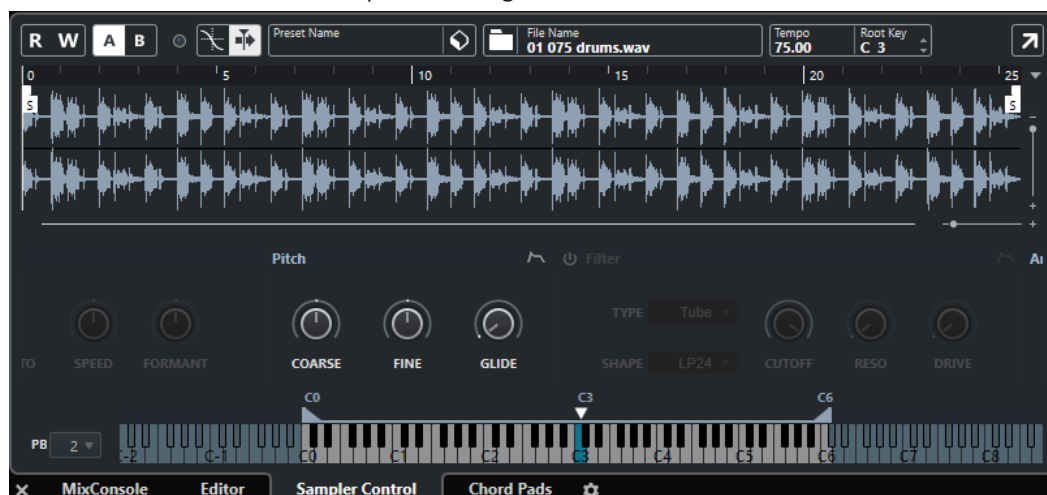 R W A B Preset Name File Name 01 075 drums.wav Tempo 75.00 Root Key C 3
0 5 10 15 20 25
S S
Pitch Filter
TYPE Tube
SPEED FORMANT COARSE FINE GLIDE SHAPE LP24 CUTOFF RESO DRIVE
C0 C3 C6
PB 2
C-1 C0 C1 C2 C3 C4 C5 C6 C7 C8
MixConsole Editor Sampler Control Chord Pads